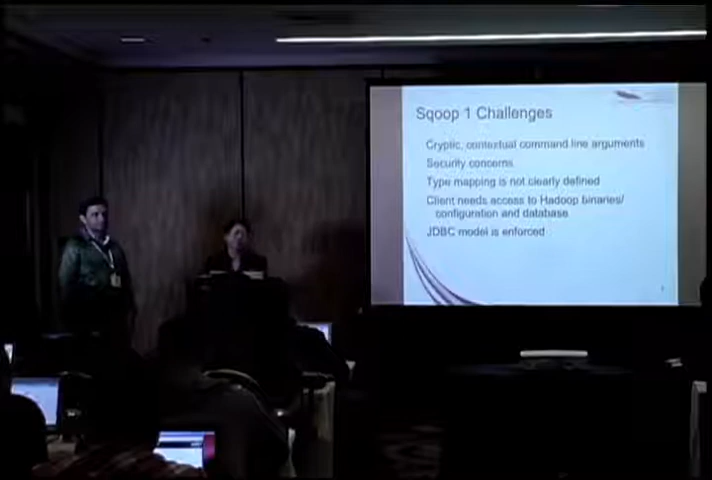 Sqoop 1 Challenges
Cryptic, contextual command line arguments
Security concerns
Type mapping is not clearly defined
Client needs access to Hadoop binaries/
configuration and database
JDBC model is enforced